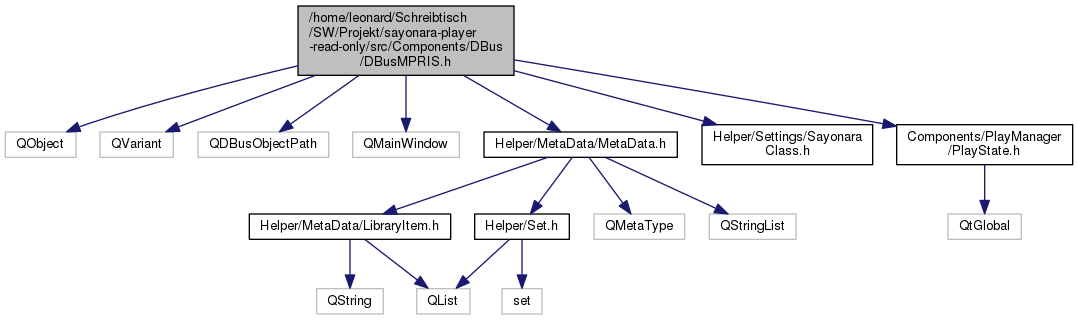 /home/leonard/Schreibtisch
/SW/Projekt/sayonara-player
-read-only/src/Components/DBus
/DBusMPRIS.h
QObject
QVariant
QDBusObjectPath
QMainWindow
Helper/MetaData/MetaData.h
Helper/Settings/Sayonara
Class.h
Components/PlayManager
/PlayState.h
Helper/MetaData/LibraryItem.h
Helper/Set.h
QMetaType
QStringList
QtGlobal
QString
QList
set